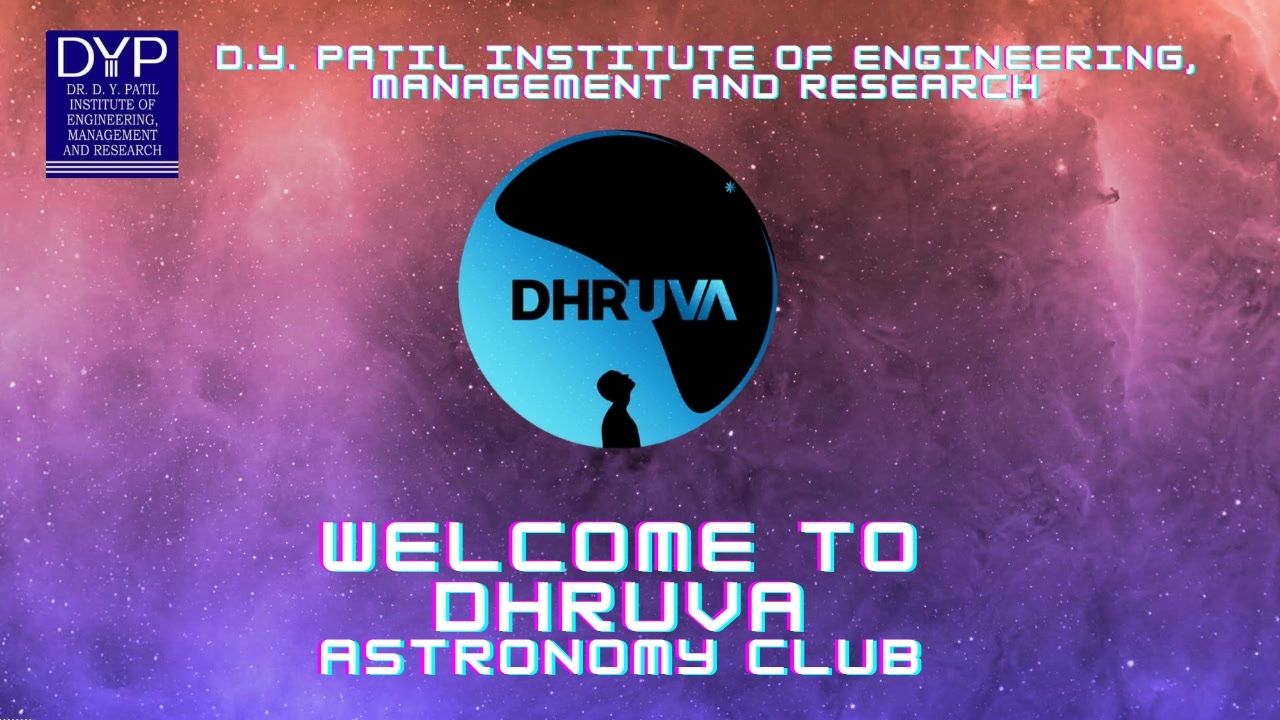 DYP
DR. D. Y. PATIL
INSTITUTE OF
ENGINEERING,
MANAGEMENT
AND RESEARCH
D.Y. PATIL INSTITUTE OF ENGINEERING,
MANAGEMENT AND RESEARCH
DHRUVA
WELCOME TO
DHRUVA
ASTRONOMY CLUB